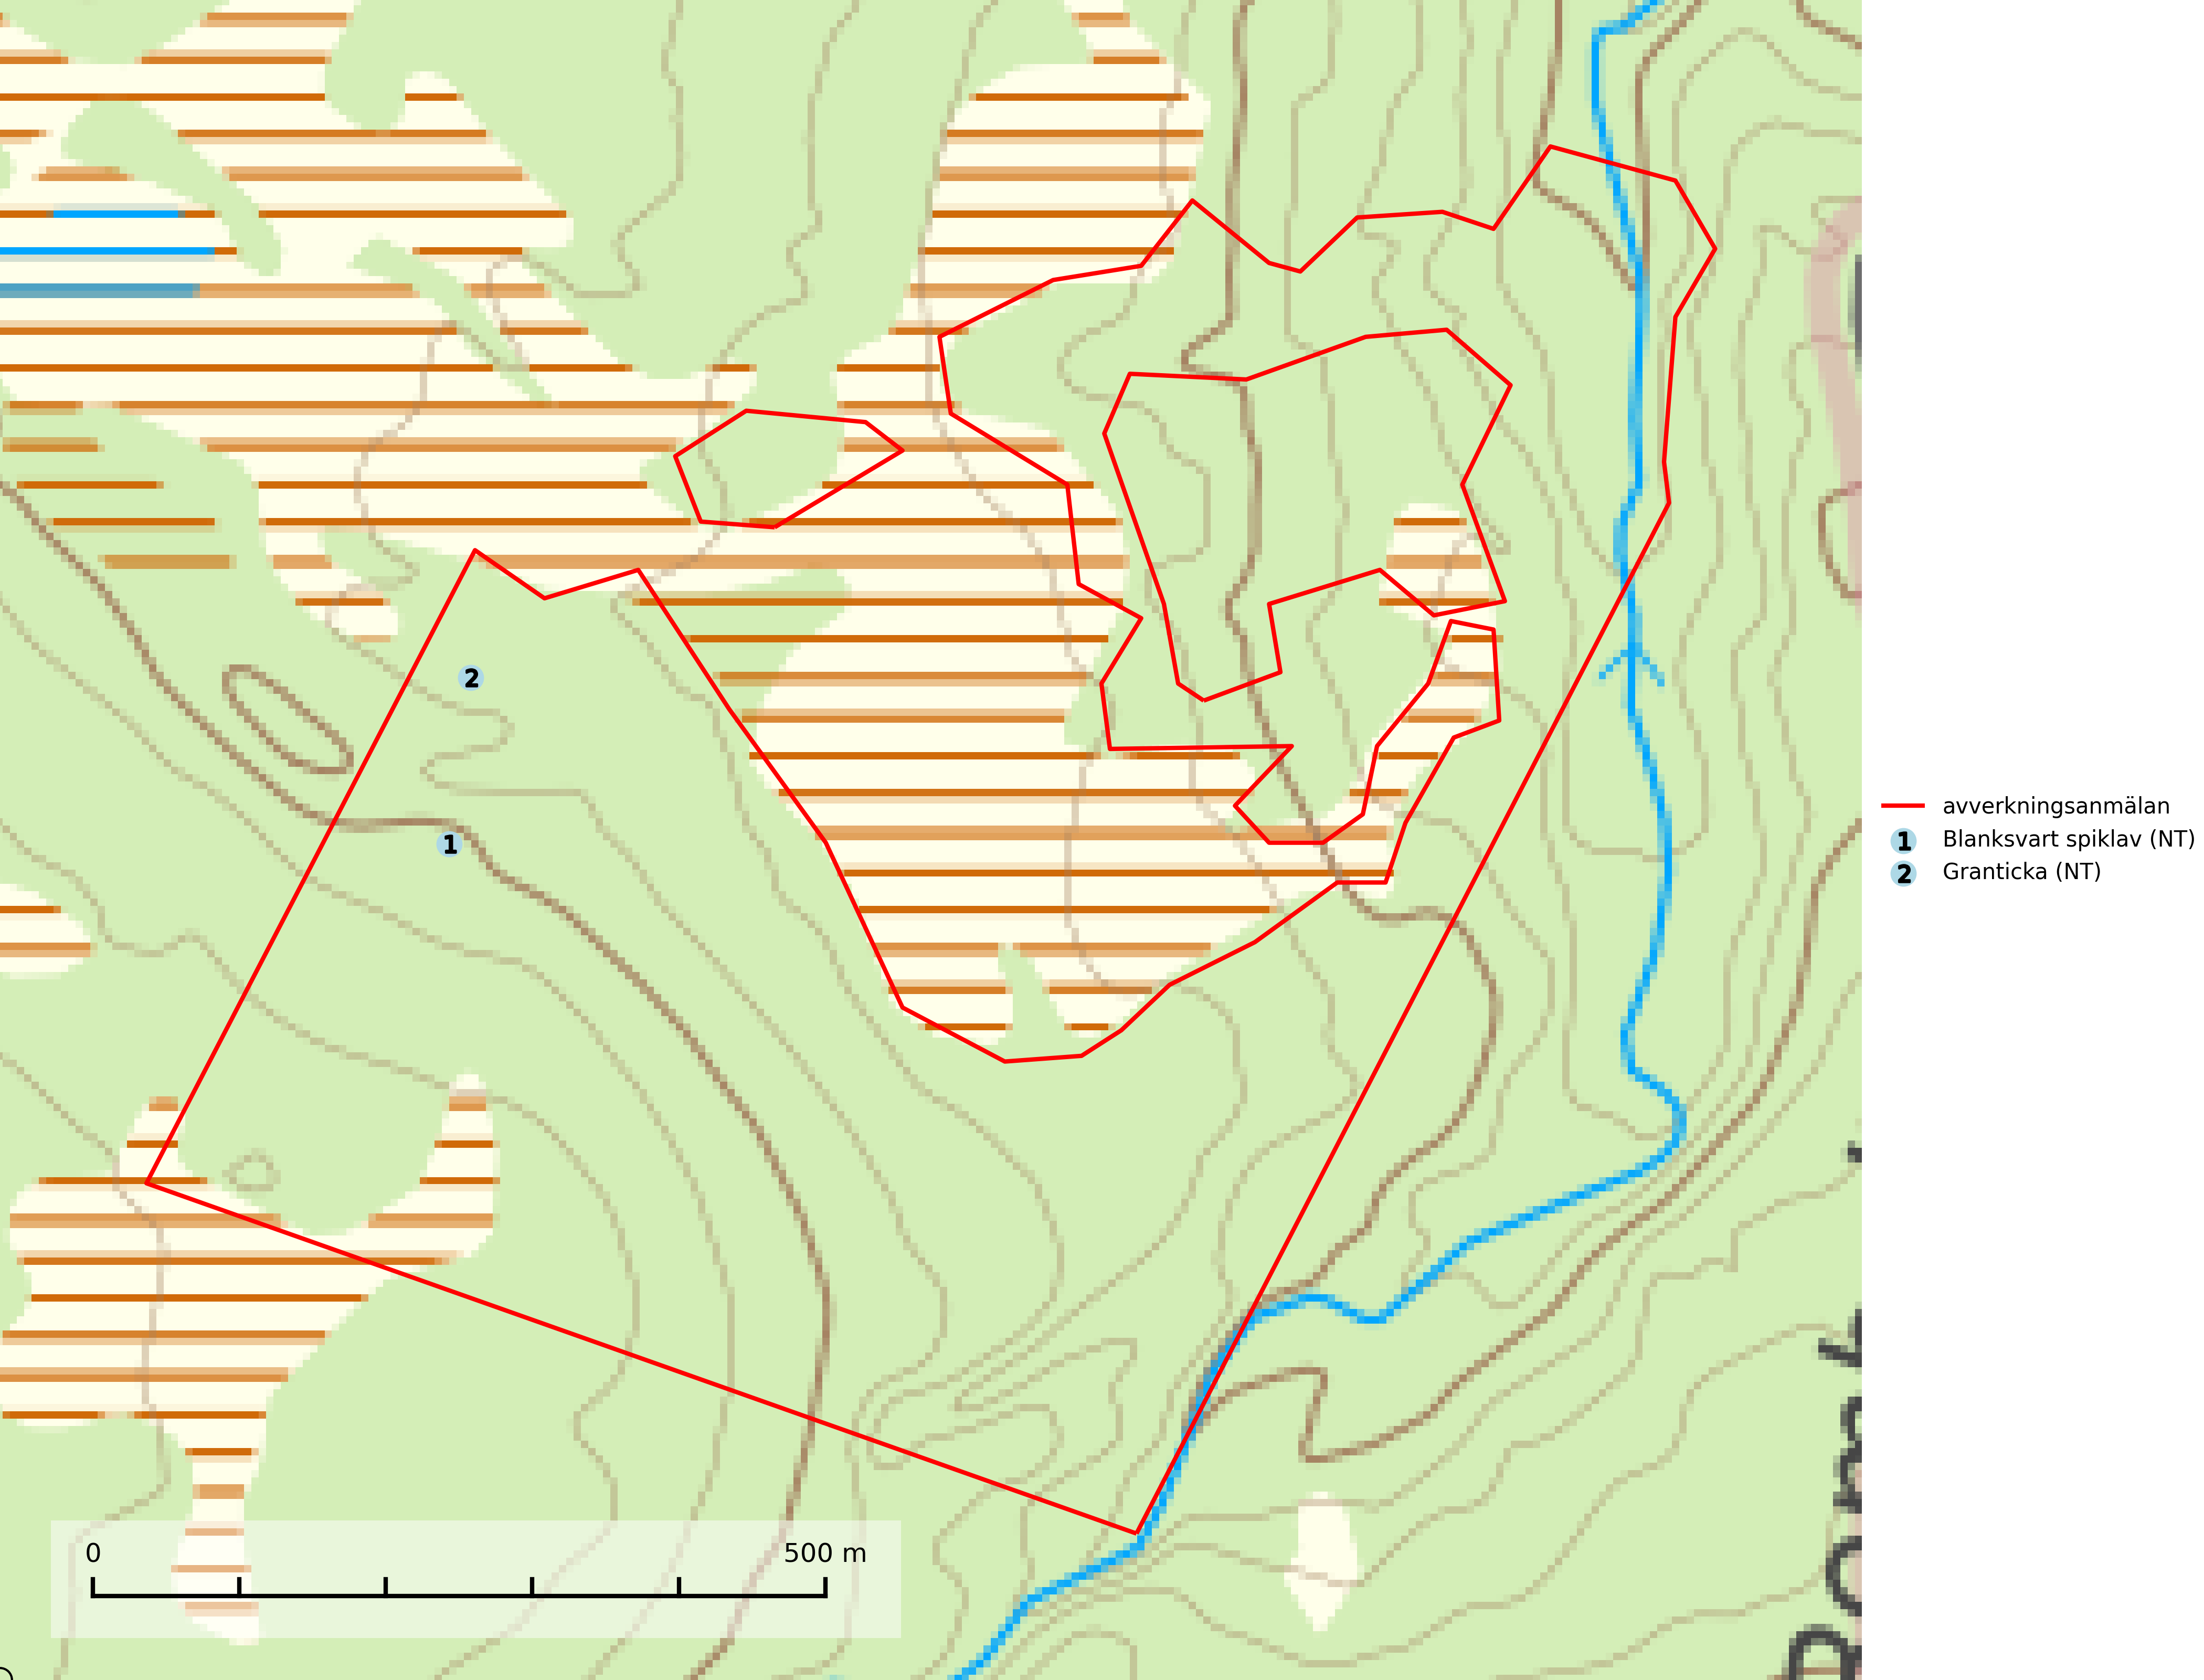 2
1
avverkningsanmälan
1 Blanksvart spiklav (NT)
2 Granticka (NT)
0 500 m